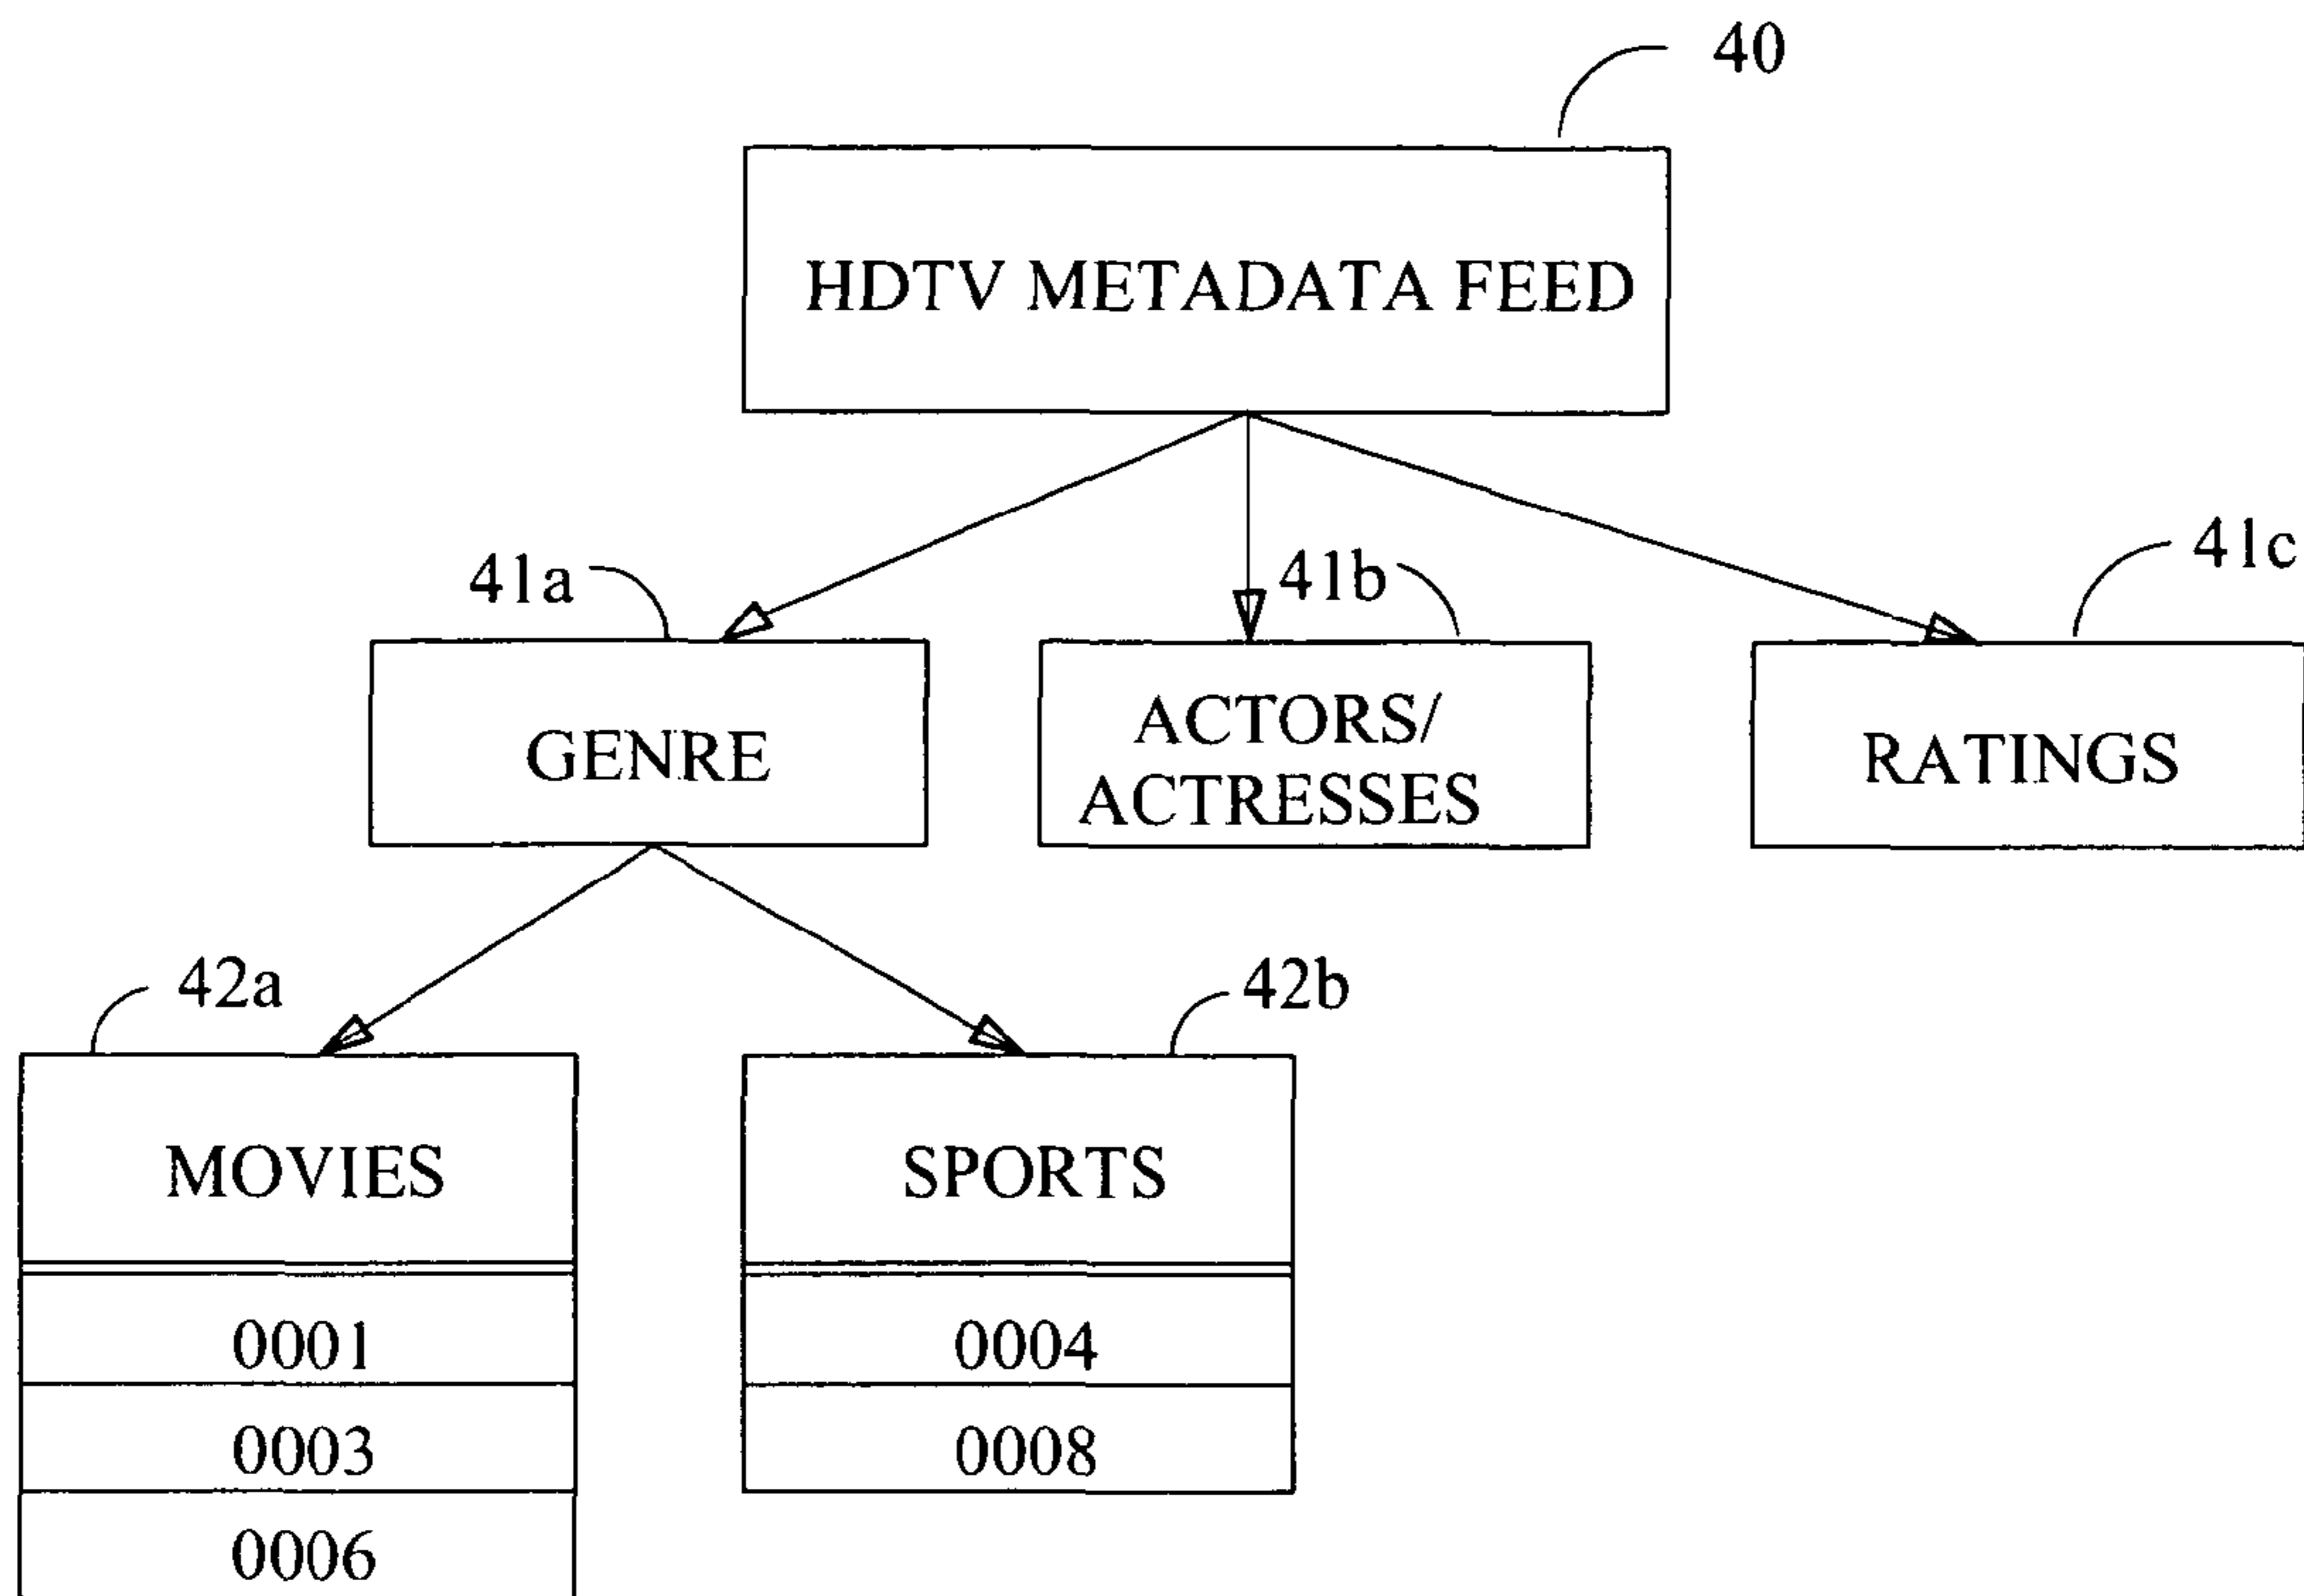 40
HDTV METADATA FEED
41a
41b
41c
GENRE
ACTORS/
ACTRESSES
RATINGS
42a
42b
MOVIES
SPORTS
0001
0004
0003
0008
0006